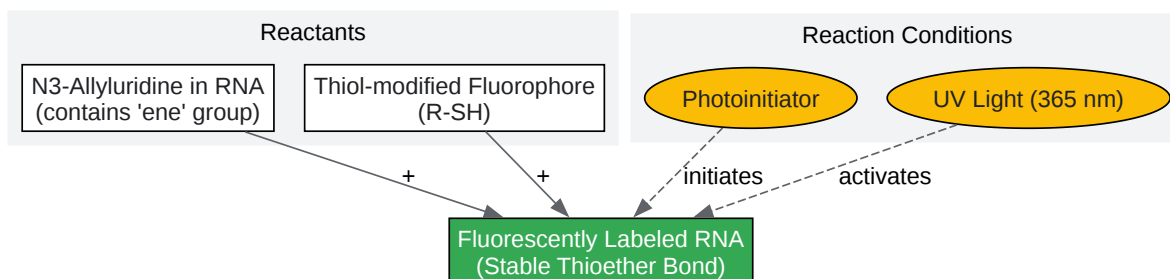 Reactants
Reaction Conditions
N3-Allyluridine in RNA
(contains 'ene' group)
Thiol-modified Fluorophore
(R-SH)
Photoinitiator
UV Light (365 nm)
+
+
initiates
activates
Fluorescently Labeled RNA
(Stable Thioether Bond)